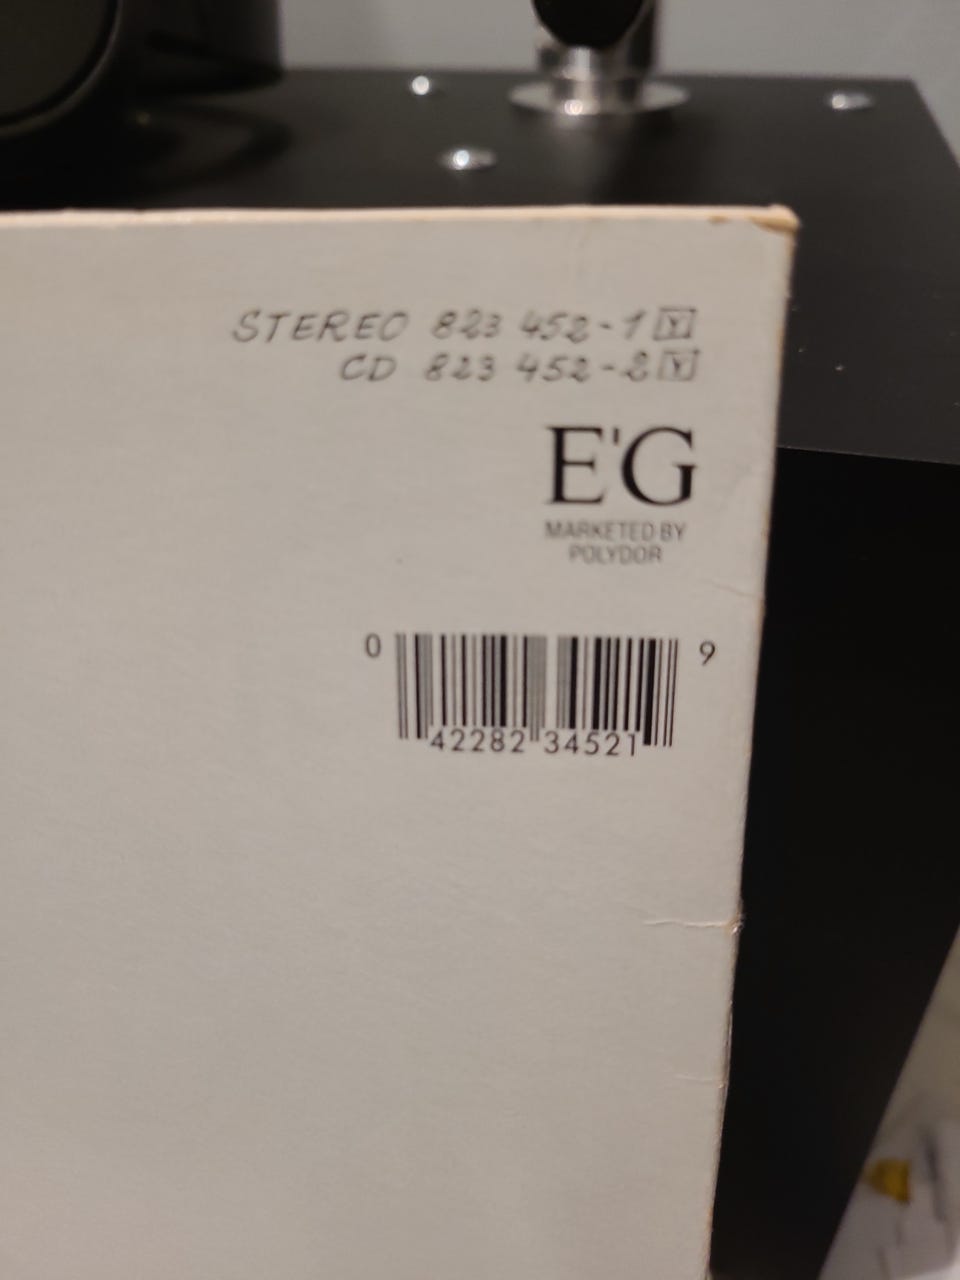 STEREO 823 452-1 Y
CD 823 452-2 Y
E'G
MARKETED BY
POLYDOR
0 42282 34521 9